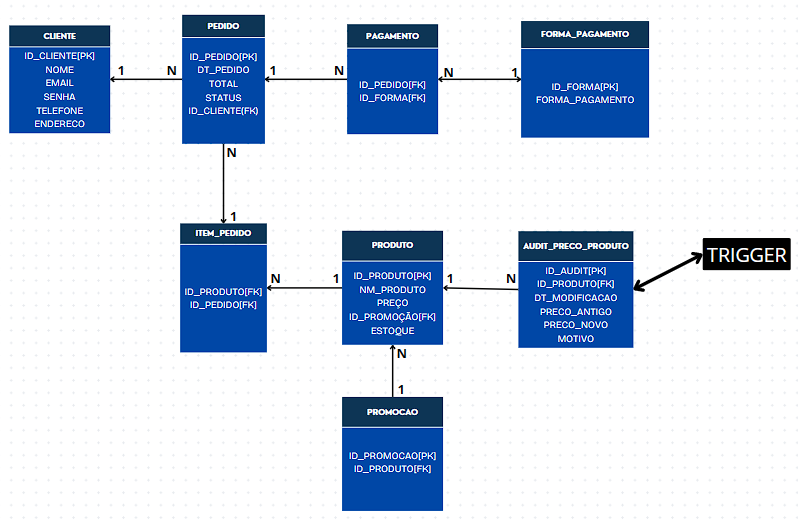 CLIENTE
ID_CLIENTE[PK]
NOME
EMAIL
SENHA
TELEFONE
ENDERECO
1
N
PEDIDO
ID_PEDIDO[PK]
DT_PEDIDO
TOTAL
STATUS
ID_CLIENTE[FK]
1
N
PAGAMENTO
ID_PEDIDO[FK]
ID_FORMA[FK]
N
1
FORMA_PAGAMENTO
ID_FORMA[PK]
FORMA_PAGAMENTO
N
1
ITEM_PEDIDO
ID_PRODUTO[FK]
ID_PEDIDO[FK]
N
1
PRODUTO
ID_PRODUTO[PK]
NM_PRODUTO
PREÇO
ID_PROMOÇÃO[FK]
ESTOQUE
1
N
AUDIT_PRECO_PRODUTO
ID_AUDIT[PK]
ID_PRODUTO[FK]
DT_MODIFICACAO
PRECO_ANTIGO
PRECO_NOVO
MOTIVO
TRIGGER
N
1
PROMOCAO
ID_PROMOCAO[PK]
ID_PRODUTO[FK]